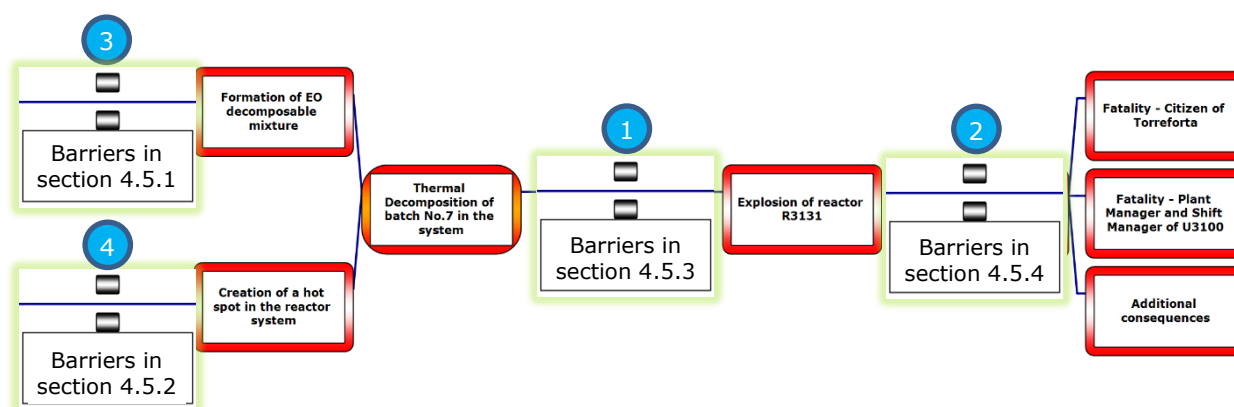 3
Barriers in
section 4.5.1
Formation of EO
decomposable
mixture
4
Barriers in
section 4.5.2
Creation of a hot
spot in the reactor
system
Thermal
Decomposition of
batch No.7 in the
system
1
Barriers in
section 4.5.3
Explosion of reactor
R3131
2
Barriers in
section 4.5.4
Fatality - Citizen of
Torreforta
Fatality - Plant
Manager and Shift
Manager of U3100
Additional
consequences